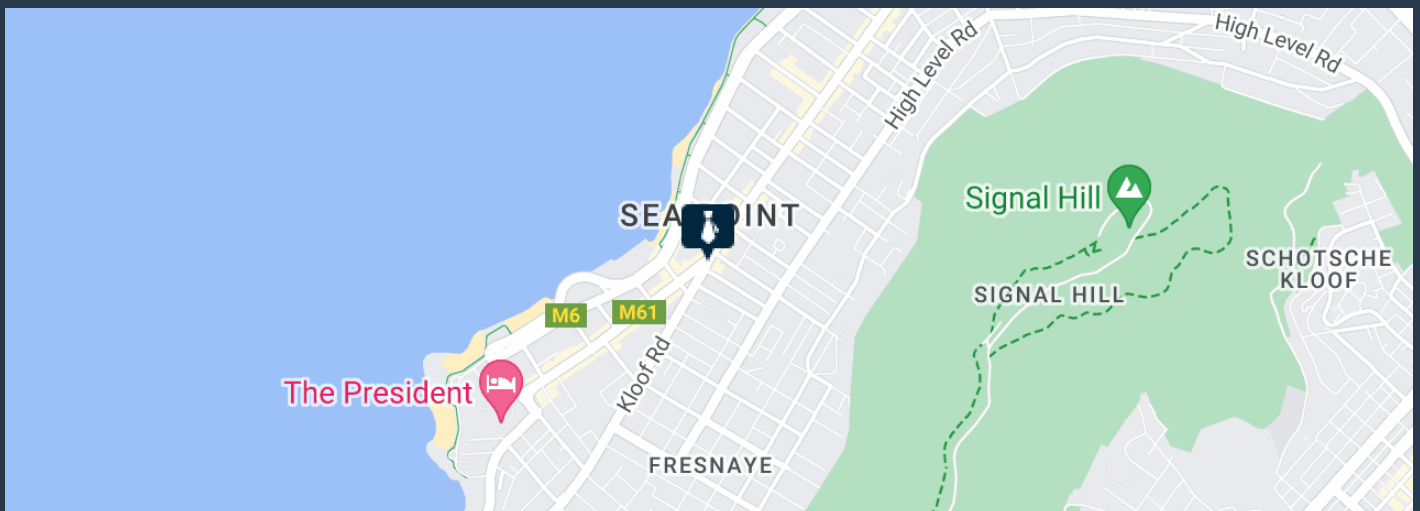 High Level Rd
High Level Rd
Signal Hill
SEA POINT
SCHOTSCHE
KLOOF
SIGNAL HILL
M6
M61
Kloof Rd
The President
FRESNAYE